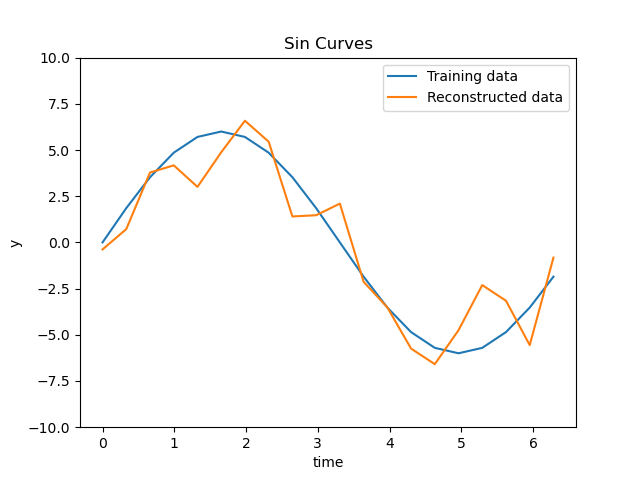 Sin Curves
Training data
Reconstructed data
10.0
7.5
5.0
2.5
0.0
−2.5
−5.0
−7.5
−10.0
y
0 1 2 3 4 5 6
time